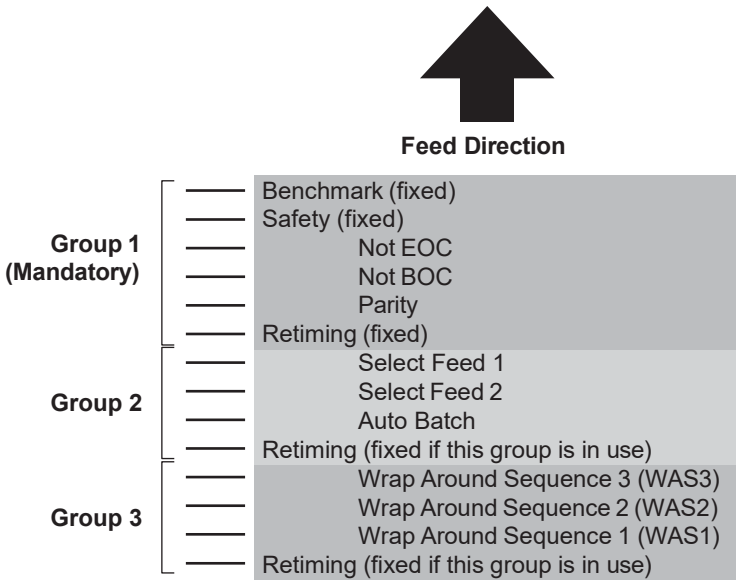 Feed Direction
Group 1
(Mandatory)
Benchmark (fixed)
Safety (fixed)
Not EOC
Not BOC
Parity
Retiming (fixed)
Group 2
Select Feed 1
Select Feed 2
Auto Batch
Retiming (fixed if this group is in use)
Group 3
Wrap Around Sequence 3 (WAS3)
Wrap Around Sequence 2 (WAS2)
Wrap Around Sequence 1 (WAS1)
Retiming (fixed if this group is in use)